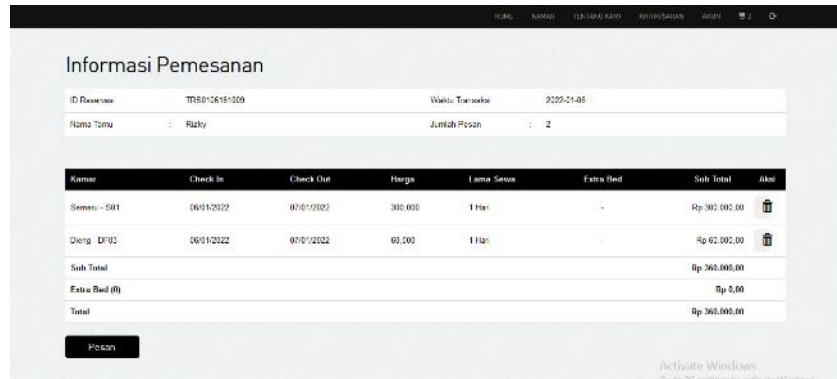 HOME KAMAR TENTANG KAMI KRITIK/SARAN AKUN 2
Informasi Pemesanan
ID Reservasi : TRS0106161009 Waktu Transaksi : 2022-01-06
Nama Tamu : Rizky Jumlah Pesan : 2
Kamar Check In Check Out Harga Lama Sewa Extra Bed Sub Total Aksi
Semeru - S01 06/01/2022 07/01/2022 300,000 1 Hari - Rp 300.000,00
Dieng - DF03 06/01/2022 07/01/2022 60,000 1 Hari - Rp 60.000,00
Sub Total Rp 360.000,00
Extra Bed (0) Rp 0,00
Total Rp 360.000,00
Pesan
Activate Windows